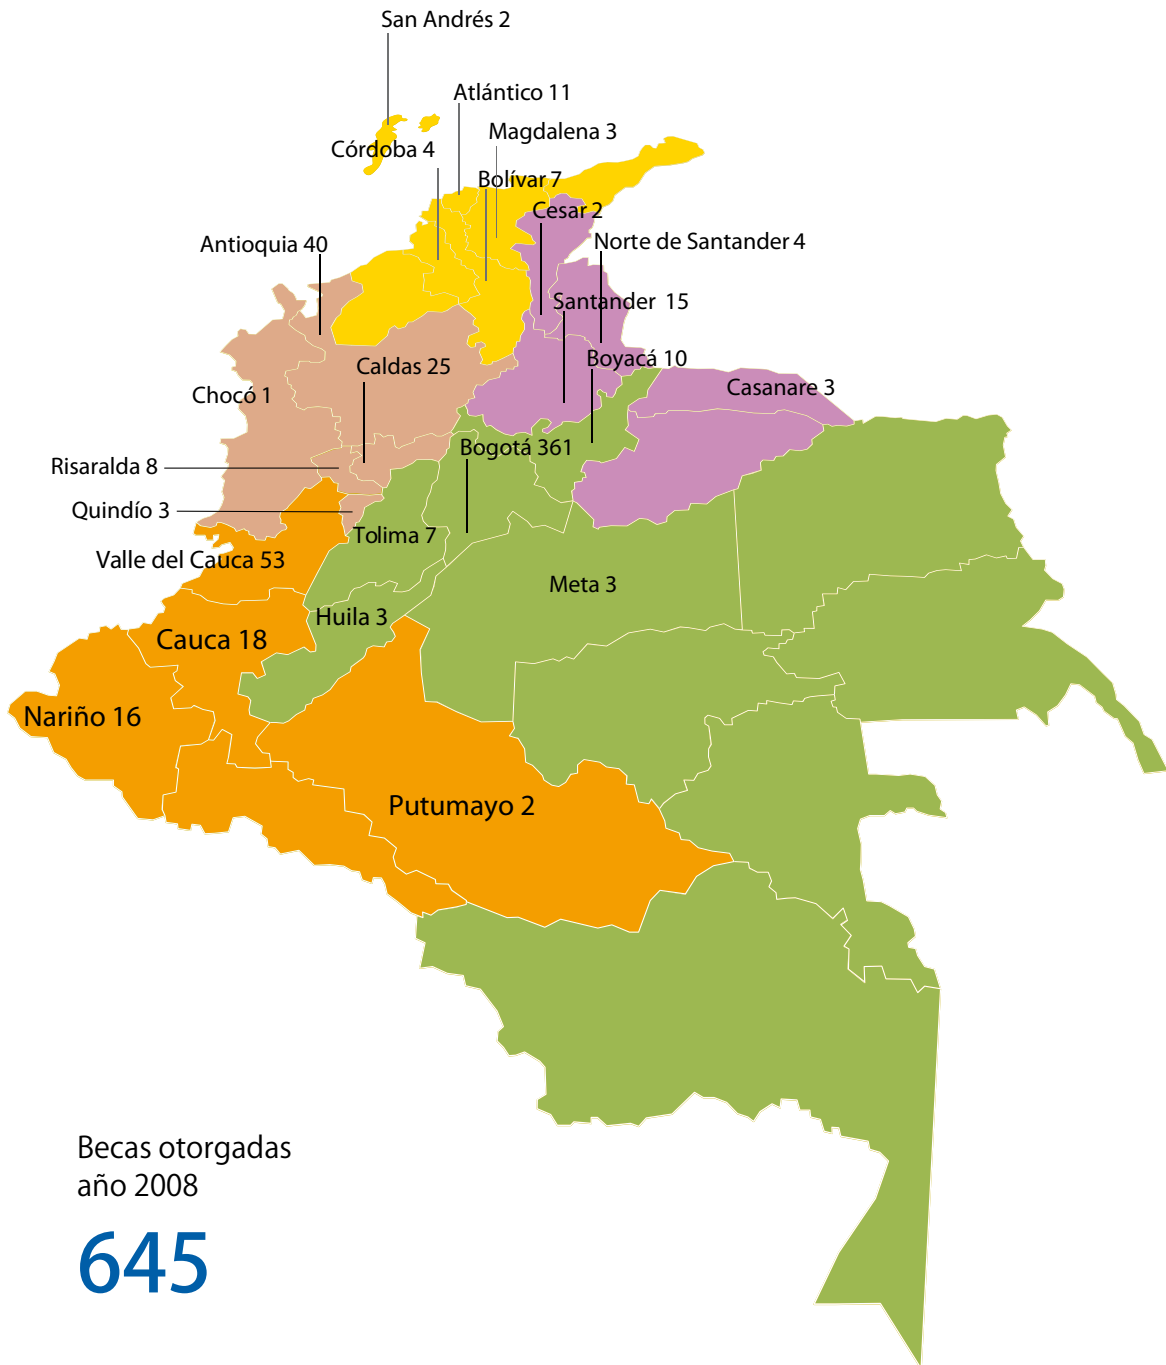 San Andrés 2
Atlántico 11
Magdalena 3
Córdoba 4
Bolívar 7
Cesar 2
Antioquia 40
Norte de Santander 4
Santander 15
Boyacá 10
Caldas 25
Casanare 3
Chocó 1
Bogotá 361
Risaralda 8
Quindío 3
Tolima 7
Valle del Cauca 53
Meta 3
Huila 3
Cauca 18
Nariño 16
Putumayo 2
Becas otorgadas
año 2008
645